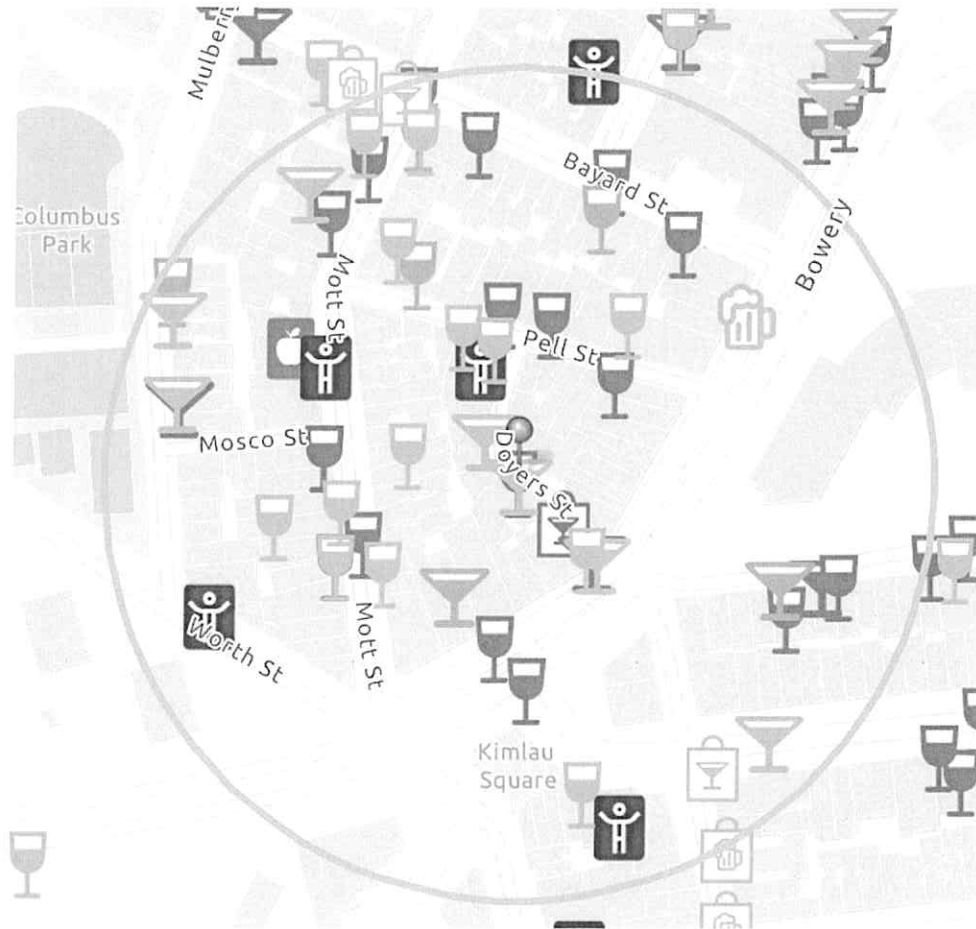 Mulberry
Bayard St
Columbus
Park
Bowery
Mott St
Pell St
Mosco St
Doyers St
Worth St
Mott St
Kimlau
Square